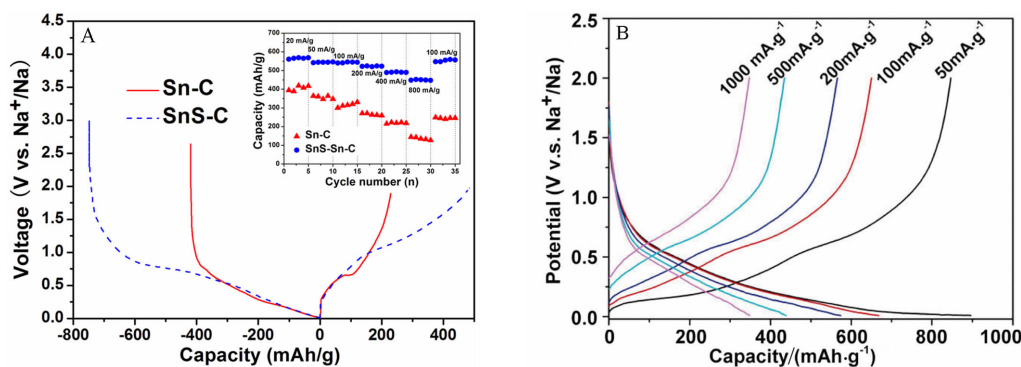 A
4.5
4.0
3.5
3.0
2.5
2.0
1.5
1.0
0.5
0.0
Voltage (V vs. Na⁺/Na)
-800 -600 -400 -200 0 200 400
Capacity (mAh/g)
Sn-C
SnS-C
700
600
500
400
300
200
100
0
Capacity (mAh/g)
20 mA/g
50 mA/g
100 mA/g
200 mA/g
400 mA/g
800 mA/g
100 mA/g
Sn-C
SnS-Sn-C
0 5 10 15 20 25 30 35
Cycle number (n)
B
2.5
2.0
1.5
1.0
0.5
0.0
Potential (V v.s. Na⁺/Na)
1000 mA·g⁻¹
500mA·g⁻¹
200mA·g⁻¹
100mA·g⁻¹
50mA·g⁻¹
0 200 400 600 800 1000
Capacity/(mAh·g⁻¹)